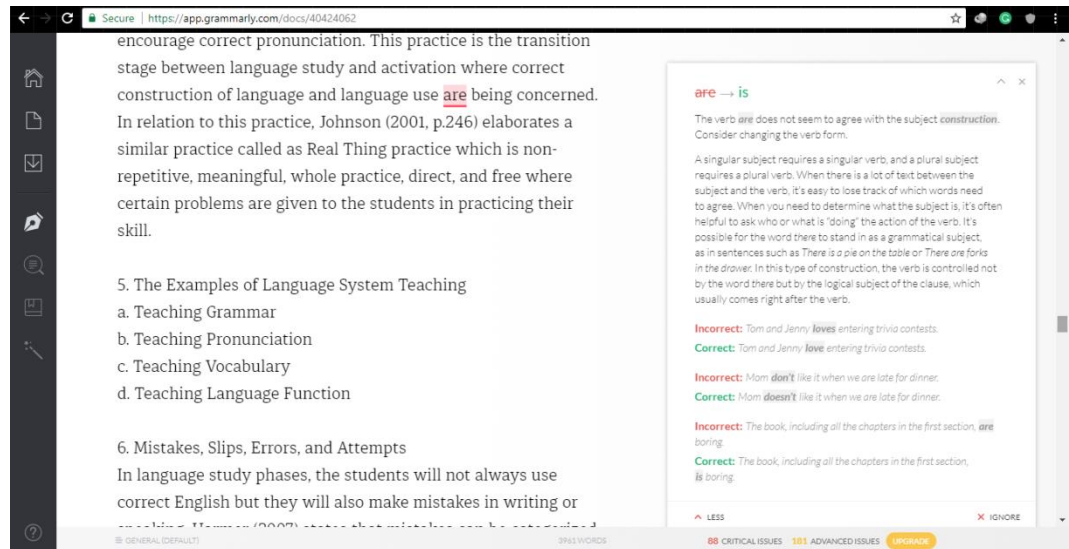 Secure | https://app.grammarly.com/docs/40424062
encourage correct pronunciation. This practice is the transition
stage between language study and activation where correct
construction of language and language use are being concerned.
In relation to this practice, Johnson (2001, p.246) elaborates a
similar practice called as Real Thing practice which is non-
repetitive, meaningful, whole practice, direct, and free where
certain problems are given to the students in practicing their
skill.
5. The Examples of Language System Teaching
a. Teaching Grammar
b. Teaching Pronunciation
c. Teaching Vocabulary
d. Teaching Language Function
6. Mistakes, Slips, Errors, and Attempts
In language study phases, the students will not always use
correct English but they will also make mistakes in writing or
speaking. Harmer (2007) states that mistakes can be categorized
are → is
The verb are does not seem to agree with the subject construction.
Consider changing the verb form.
A singular subject requires a singular verb, and a plural subject
requires a plural verb. When there is a lot of text between the
subject and the verb, it's easy to lose track of which words need
to agree. When you need to determine what the subject is, it's often
helpful to ask who or what is "doing" the action of the verb. It's
possible for the word there to stand in as a grammatical subject,
as in sentences such as There is a pie on the table or There are forks
in the drawer. In this type of construction, the verb is controlled not
by the word there but by the logical subject of the clause, which
usually comes right after the verb.
Incorrect: Tom and Jenny loves entering trivia contests.
Correct: Tom and Jenny love entering trivia contests.
Incorrect: Mom don't like it when we are late for dinner.
Correct: Mom doesn't like it when we are late for dinner.
Incorrect: The book, including all the chapters in the first section, are
boring.
Correct: The book, including all the chapters in the first section,
is boring.
LESS
IGNORE
GENERAL (DEFAULT)
3961 WORDS
88 CRITICAL ISSUES
181 ADVANCED ISSUES
UPGRADE